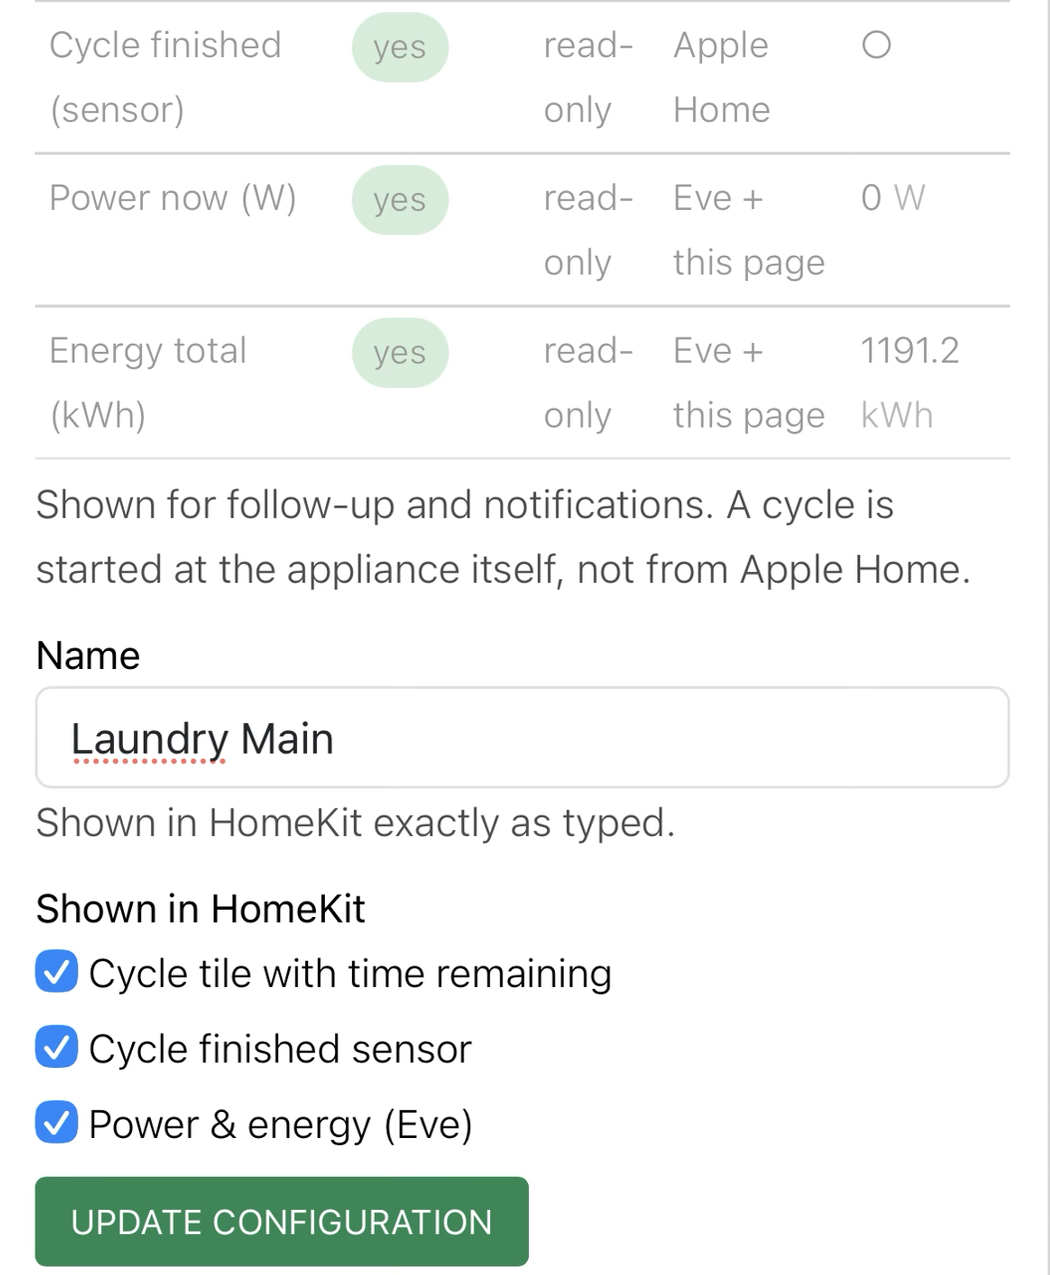 Cycle finished (sensor) yes read-only Apple Home ○
Power now (W) yes read-only Eve + this page 0 W
Energy total (kWh) yes read-only Eve + this page 1191.2 kWh
Shown for follow-up and notifications. A cycle is
started at the appliance itself, not from Apple Home.
Name
Laundry Main
Shown in HomeKit exactly as typed.
Shown in HomeKit
Cycle tile with time remaining
Cycle finished sensor
Power & energy (Eve)
UPDATE CONFIGURATION